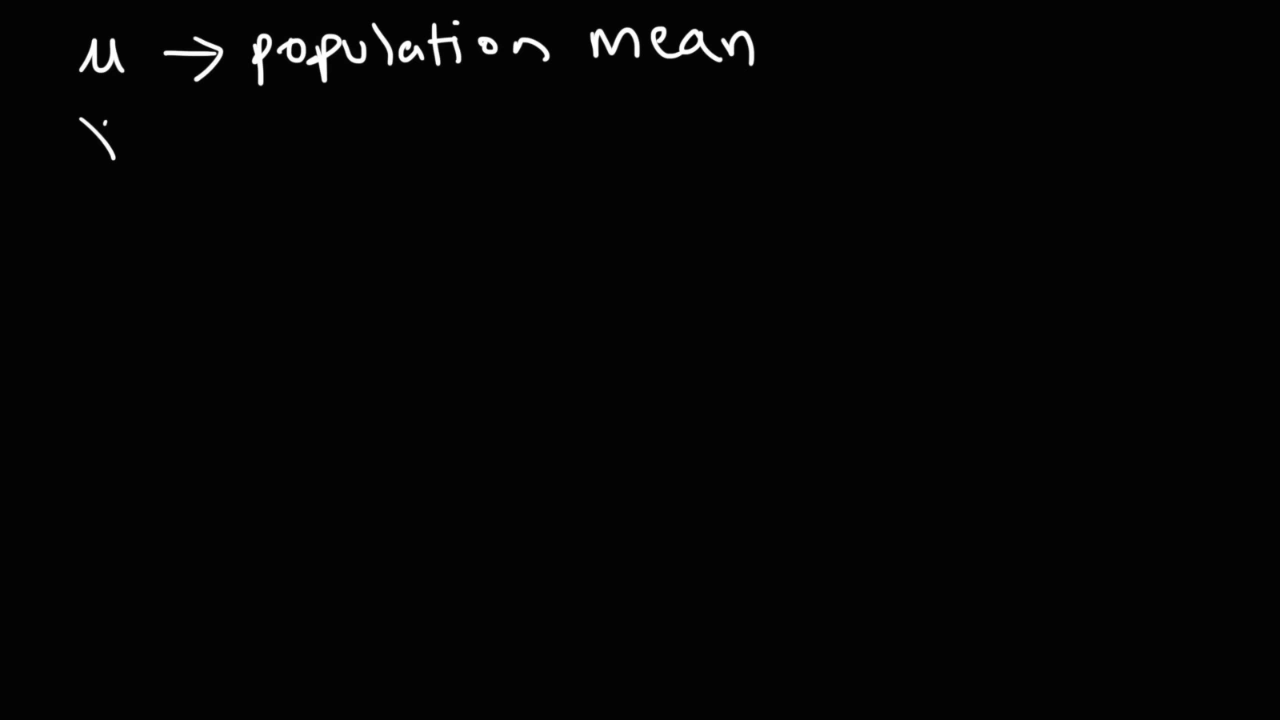 μ → population mean